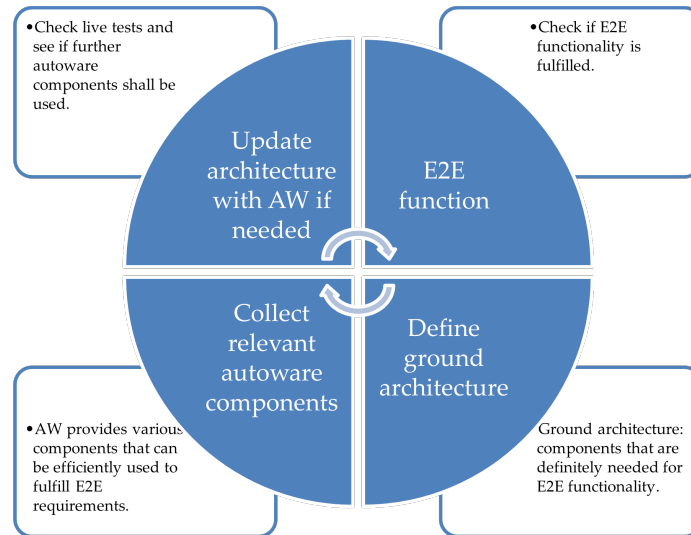 •Check live tests and
see if further
autoware
components shall be
used.
•Check if E2E
functionality is
fulfilled.
Update
architecture
with AW if
needed
E2E
function
Collect
relevant
autoware
components
Define
ground
architecture
•AW provides various
components that can
be efficiently used to
fulfill E2E
requirements.
Ground architecture:
components that are
definitely needed for
E2E functionality.